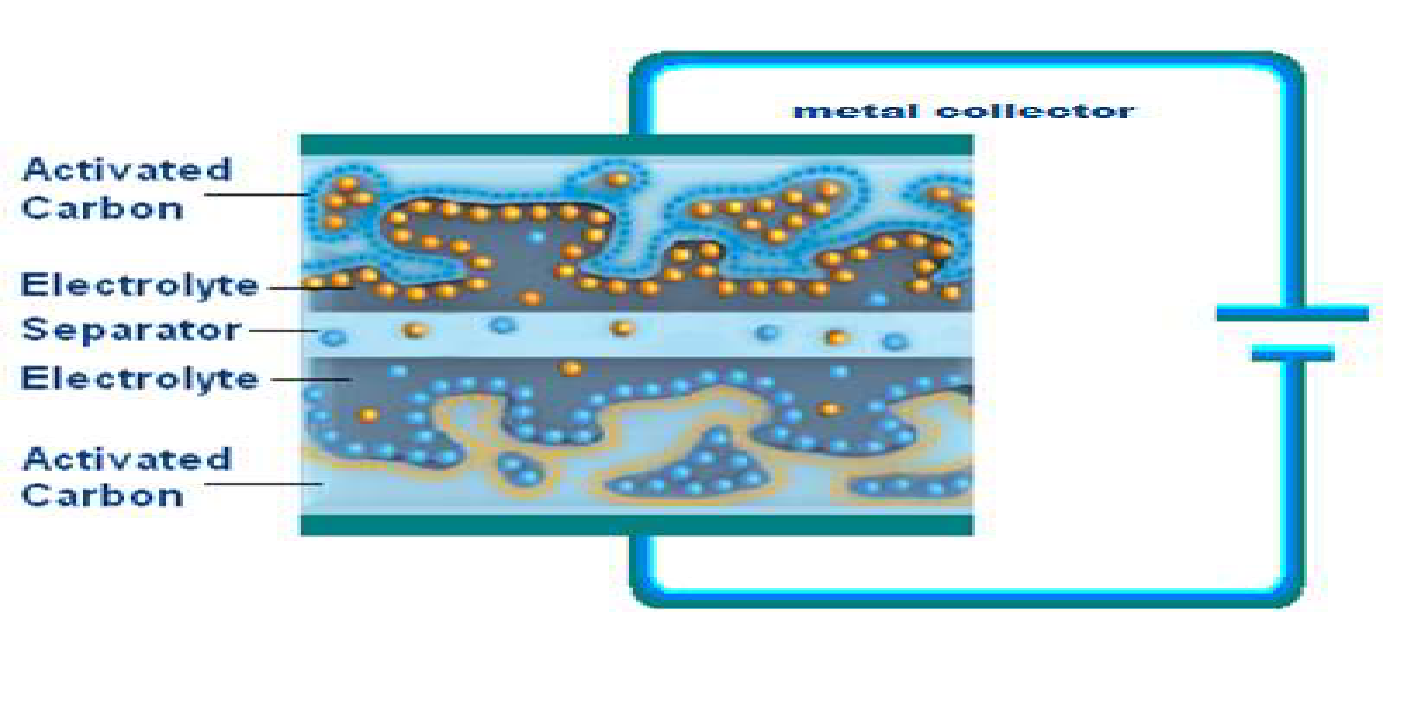 metal collector
Activated
Carbon
Electrolyte
Separator
Electrolyte
Activated
Carbon